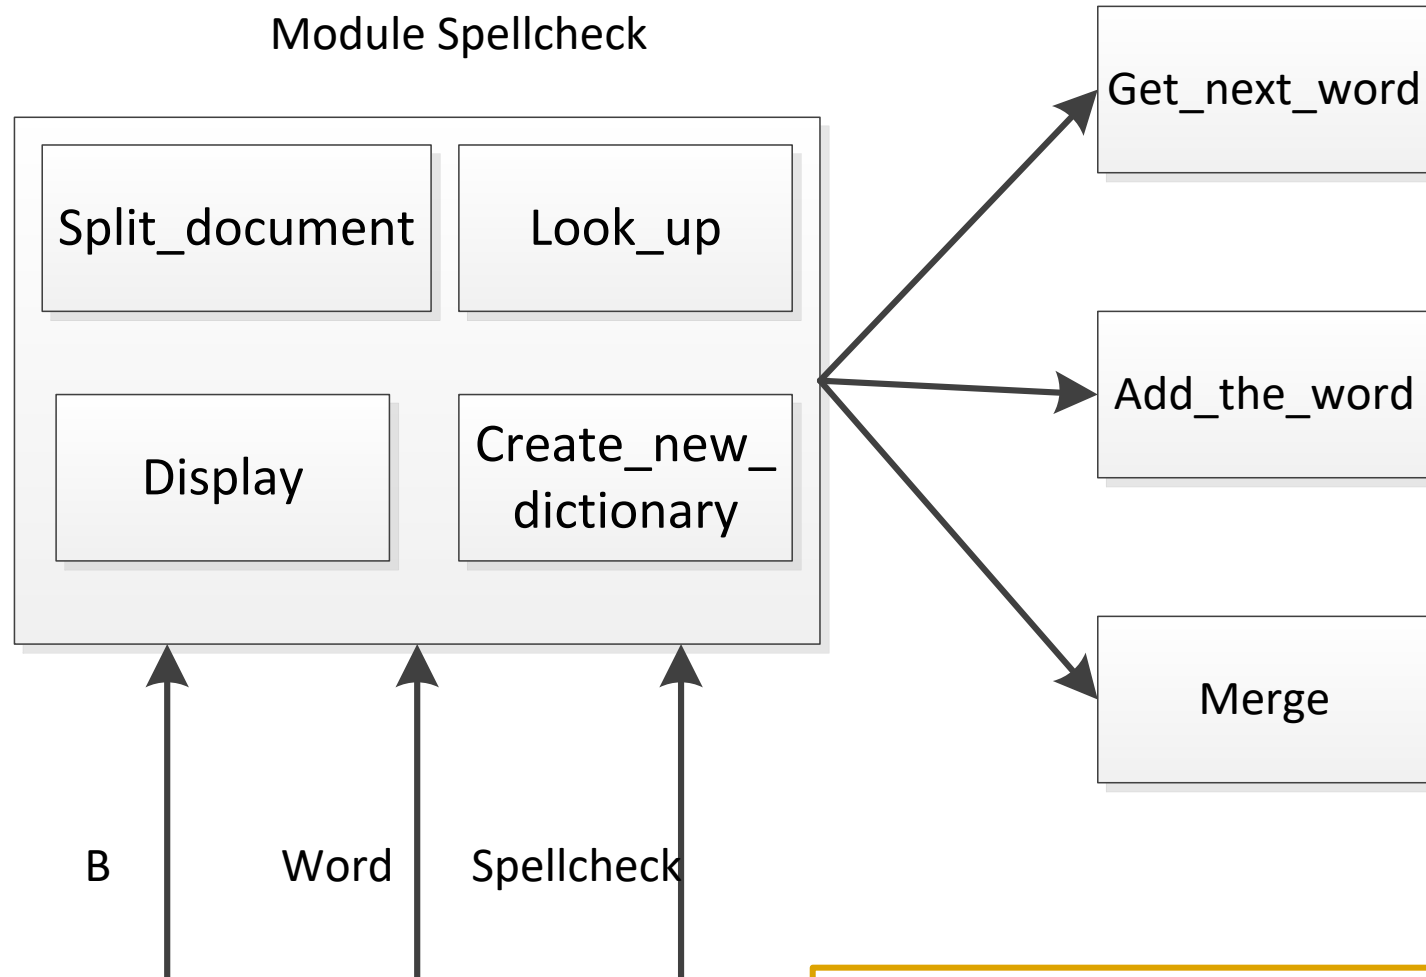 Module Spellcheck
Get_next_word
Split_document
Look_up
Add_the_word
Display
Create_new_
dictionary
Merge
B
Word
Spellcheck